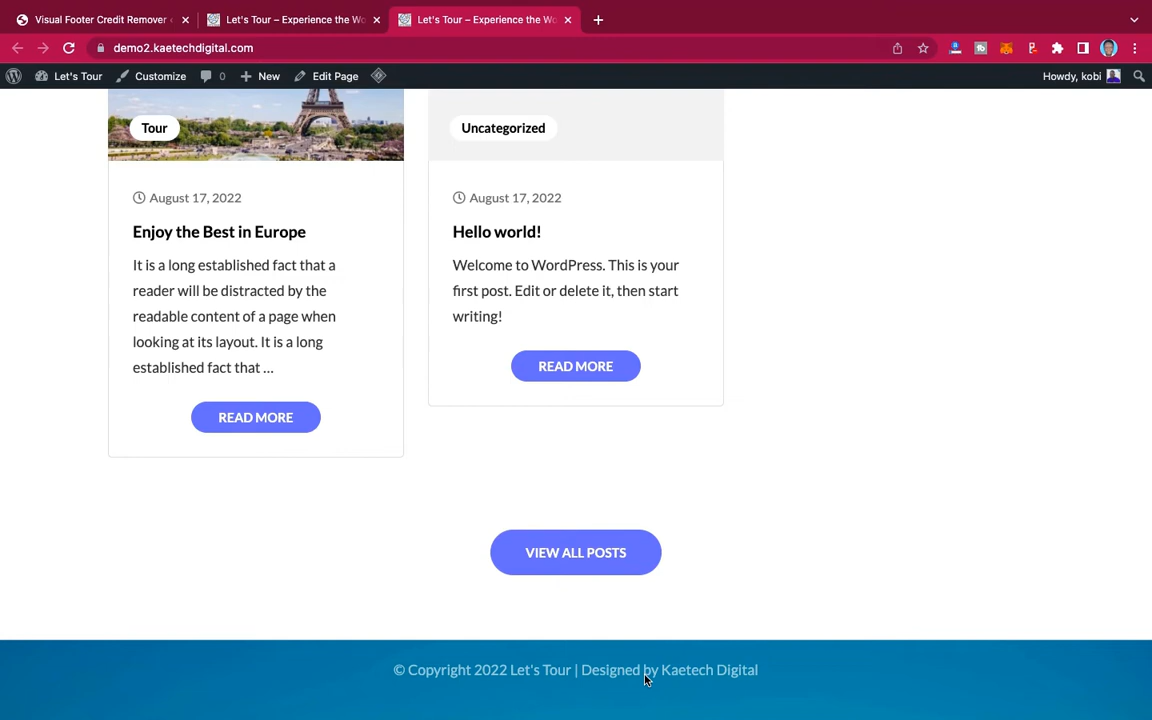 Visual Footer Credit Remover
Let's Tour – Experience the Wo
Let's Tour – Experience the Wo
demo2.kaetechdigital.com
Let's Tour
Customize
0
New
Edit Page
Howdy, kobi
Tour
Uncategorized
August 17, 2022
August 17, 2022
Enjoy the Best in Europe
Hello world!
It is a long established fact that a
reader will be distracted by the
readable content of a page when
looking at its layout. It is a long
established fact that ...
Welcome to WordPress. This is your
first post. Edit or delete it, then start
writing!
READ MORE
READ MORE
VIEW ALL POSTS
© Copyright 2022 Let's Tour | Designed by Kaetech Digital